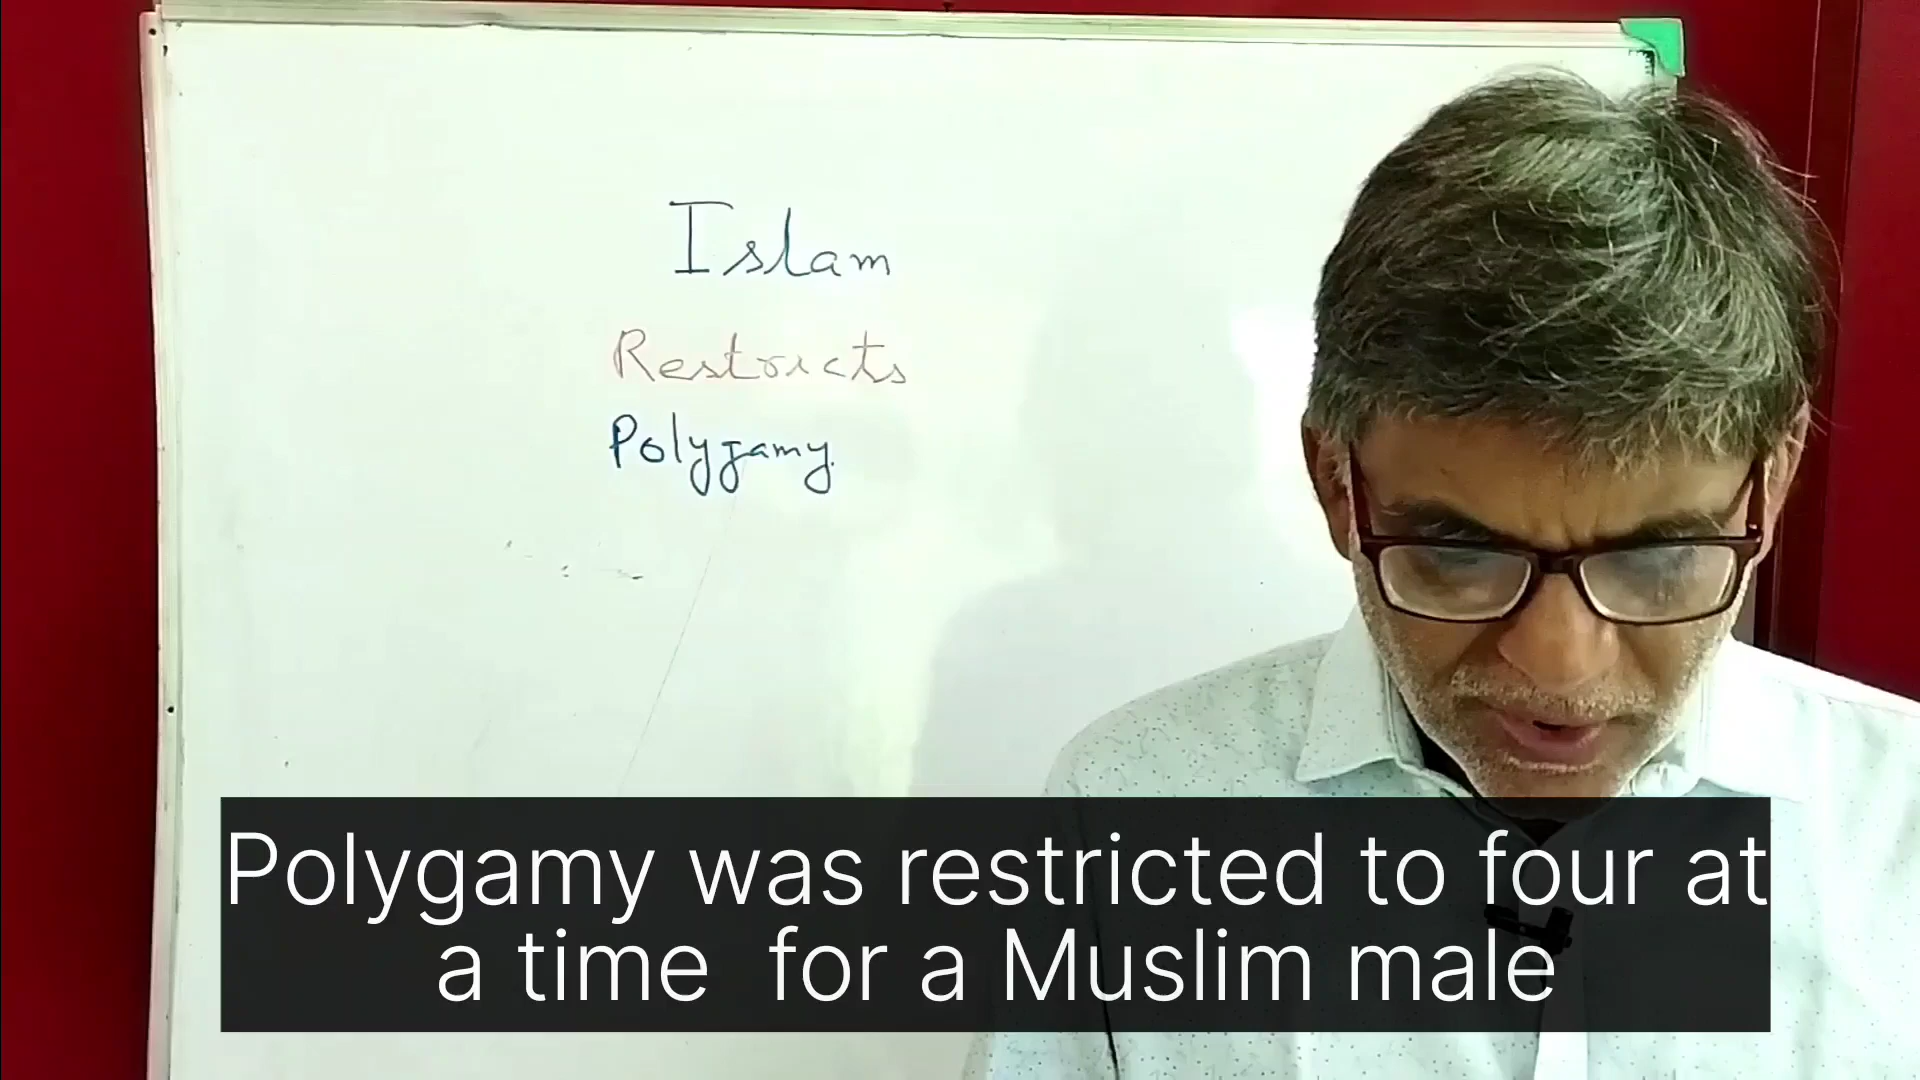 Islam
Restricts
Polygamy.
Polygamy was restricted to four at
a time for a Muslim male